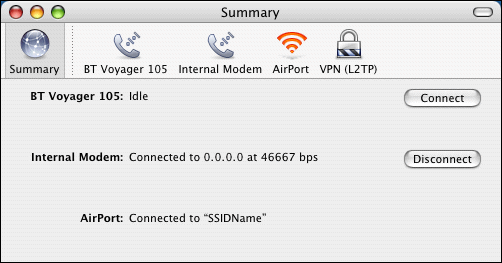 Summary
Summary BT Voyager 105 Internal Modem AirPort VPN (L2TP)
BT Voyager 105: Idle Connect
Internal Modem: Connected to 0.0.0.0 at 46667 bps Disconnect
AirPort: Connected to “SSIDName”